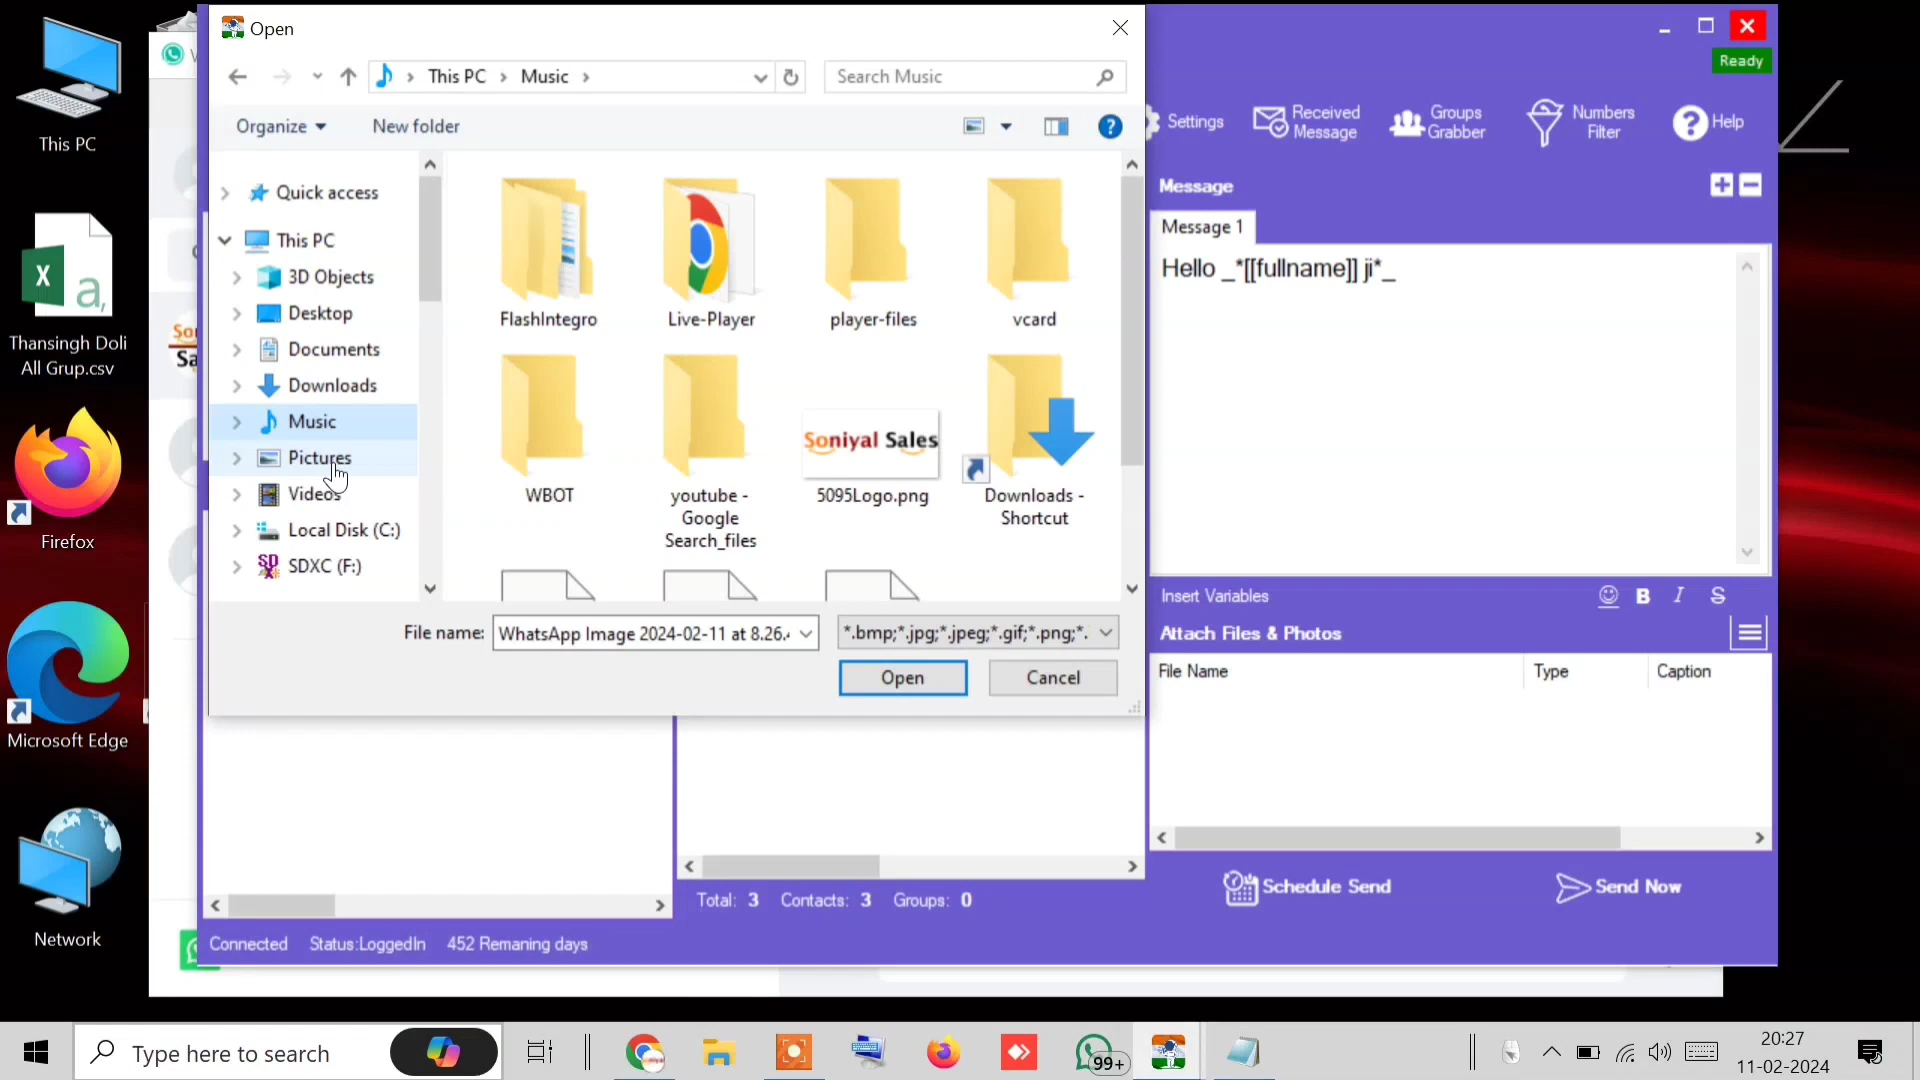 Open
This PC
Music
Search Music
Organize
New folder
Quick access
This PC
3D Objects
Desktop
Documents
Downloads
Music
Pictures
Videos
Local Disk (C:)
SDXC (F:)
FlashIntegro
Live-Player
player-files
vcard
WBOT
youtube -
Google
Search_files
Soniyal Sales
5095Logo.png
Downloads -
Shortcut
File name:
WhatsApp Image 2024-02-11 at 8.26.
*.bmp;*.jpg;*.jpeg;*.gif;*.png;*.
Open
Cancel
Ready
Settings
Received
Message
Groups
Grabber
Numbers
Filter
Help
Message
Message 1
Hello _*[[fullname]] ji*_
Insert Variables
B I S
Attach Files & Photos
File Name
Type
Caption
Schedule Send
Send Now
Total: 3 Contacts: 3 Groups: 0
Connected Status:LoggedIn 452 Remaning days
This PC
Thansingh Doli
All Grup.csv
Firefox
Microsoft Edge
Network
Type here to search
99+
20:27
11-02-2024